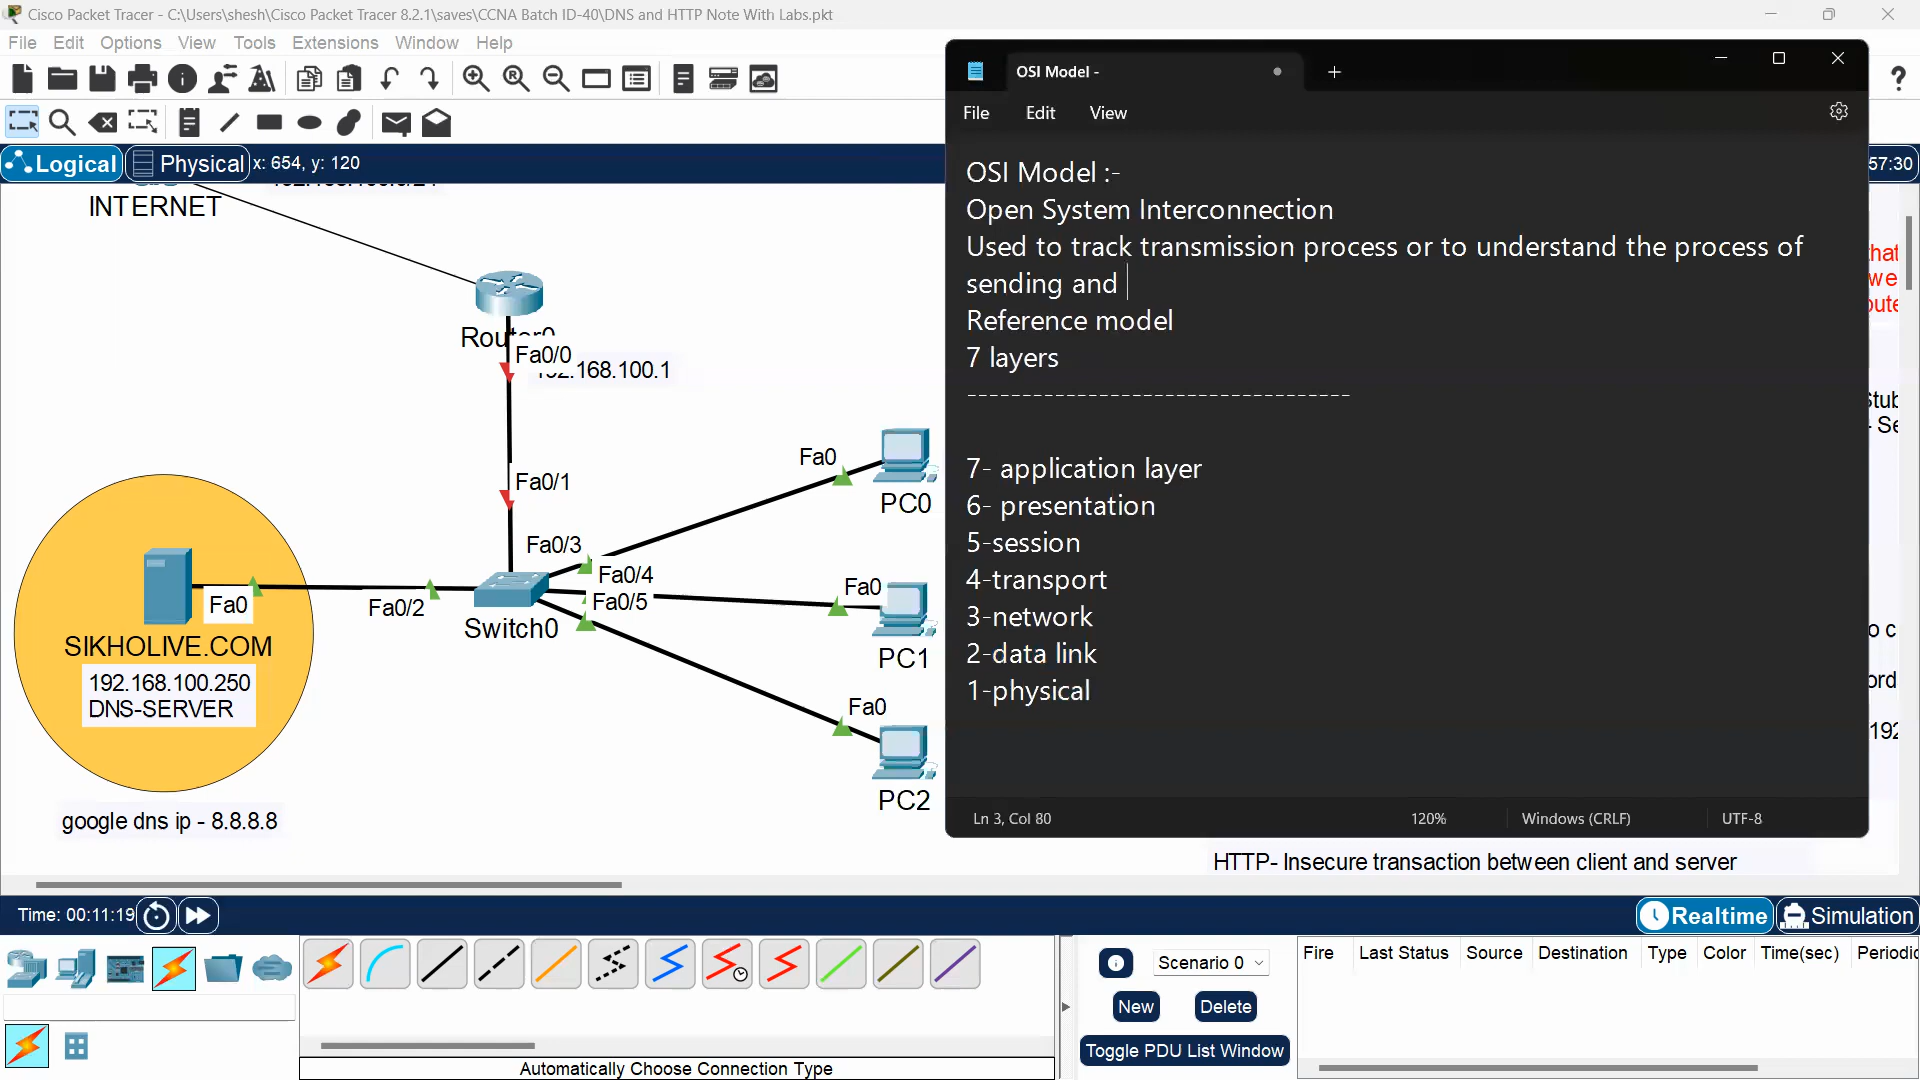 Cisco Packet Tracer - C:\Users\shesh\Cisco Packet Tracer 8.2.1\saves\CCNA Batch ID-40\DNS and HTTP Note With Labs.pkt
File Edit Options View Tools Extensions Window Help
Logical Physical x: 654, y: 120
57:30
INTERNET
Fa0/0
.168.100.1
Fa0/1
Fa0
PC0
Fa0/3
Fa0/4
Fa0/5
Fa0
PC1
Fa0
Fa0/2
Switch0
SIKHOLIVE.COM
192.168.100.250
DNS-SERVER
Fa0
PC2
google dns ip - 8.8.8.8
OSI Model -
File Edit View
OSI Model :-
Open System Interconnection
Used to track transmission process or to understand the process of
sending and
Reference model
7 layers
-----------------------------------
7- application layer
6- presentation
5-session
4-transport
3-network
2-data link
1-physical
Ln 3, Col 80 120% Windows (CRLF) UTF-8
HTTP- Insecure transaction between client and server
Time: 00:11:19
Realtime Simulation
Scenario 0
New Delete
Toggle PDU List Window
Fire Last Status Source Destination Type Color Time(sec) Periodic
Automatically Choose Connection Type